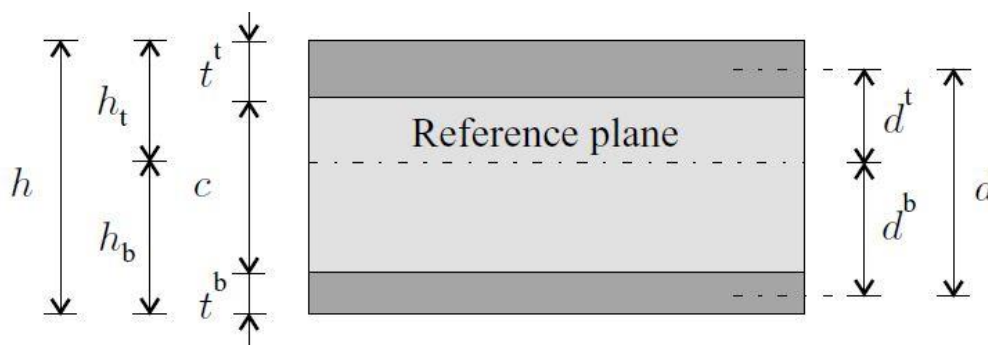 t^t
h_t
d^t
Reference plane
h
c
d
h_b
d^b
t^b